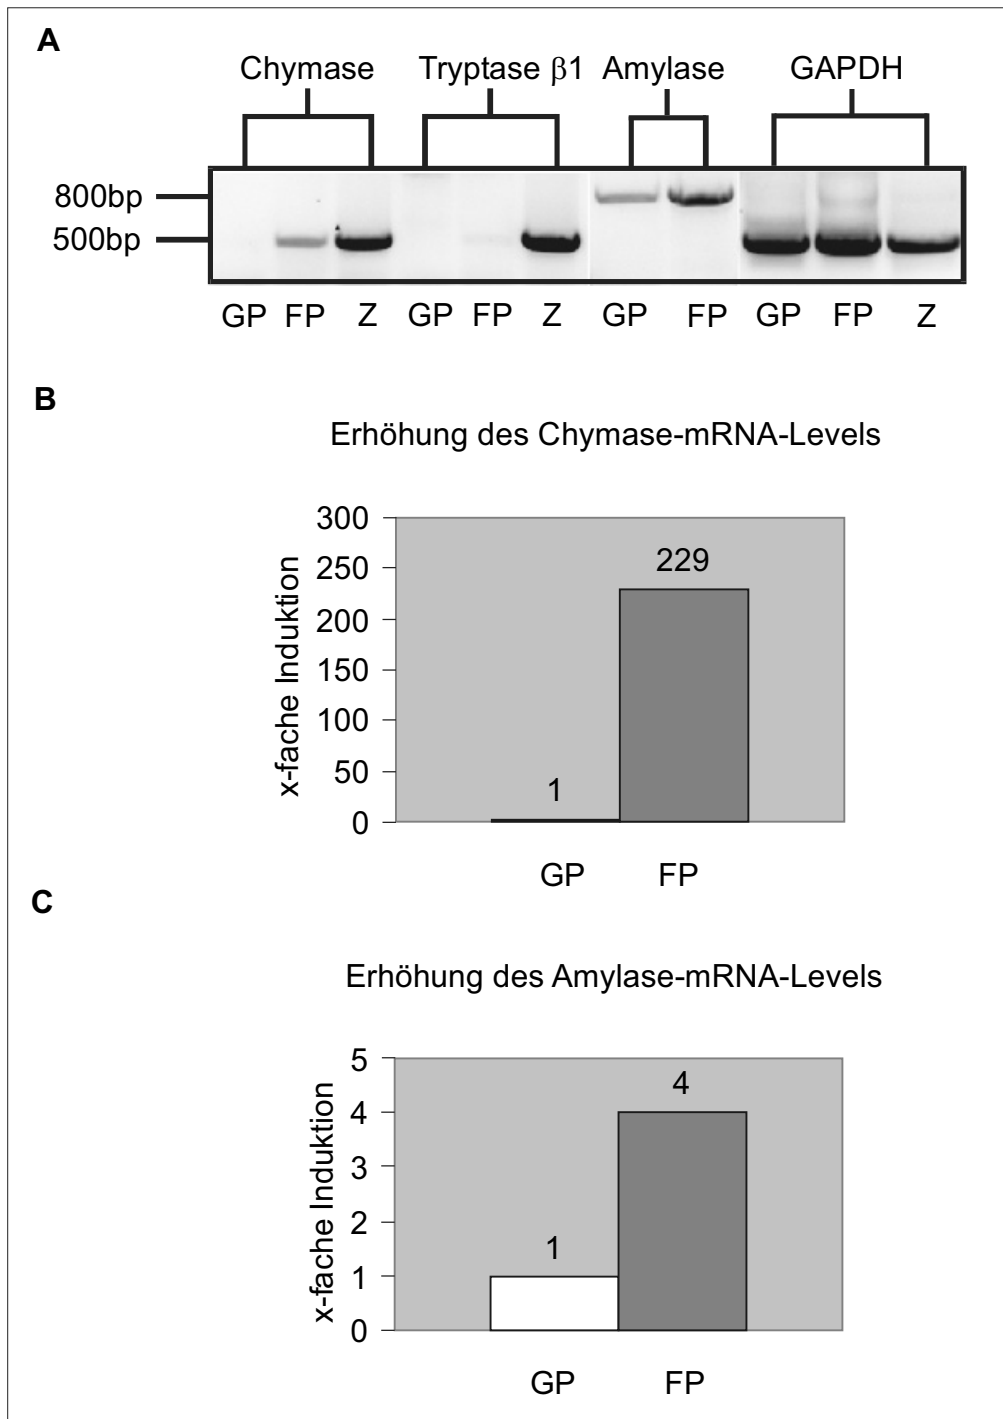 A
Chymase Tryptase β1 Amylase GAPDH
800bp
500bp
GP FP Z GP FP Z GP FP GP FP Z
B
Erhöhung des Chymase-mRNA-Levels
x-fache Induktion
300
250
200
150
100
50
0
229
1
GP FP
C
Erhöhung des Amylase-mRNA-Levels
x-fache Induktion
5
4
3
2
1
0
4
1
GP FP